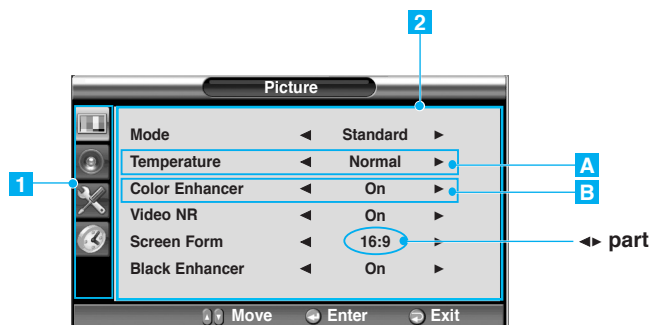 2
Picture
Mode ◄ Standard ►
Temperature ◄ Normal ► A
1 Color Enhancer ◄ On ► B
Video NR ◄ On ►
Screen Form ◄ 16:9 ► ◄► part
Black Enhancer ◄ On ►
Move Enter Exit